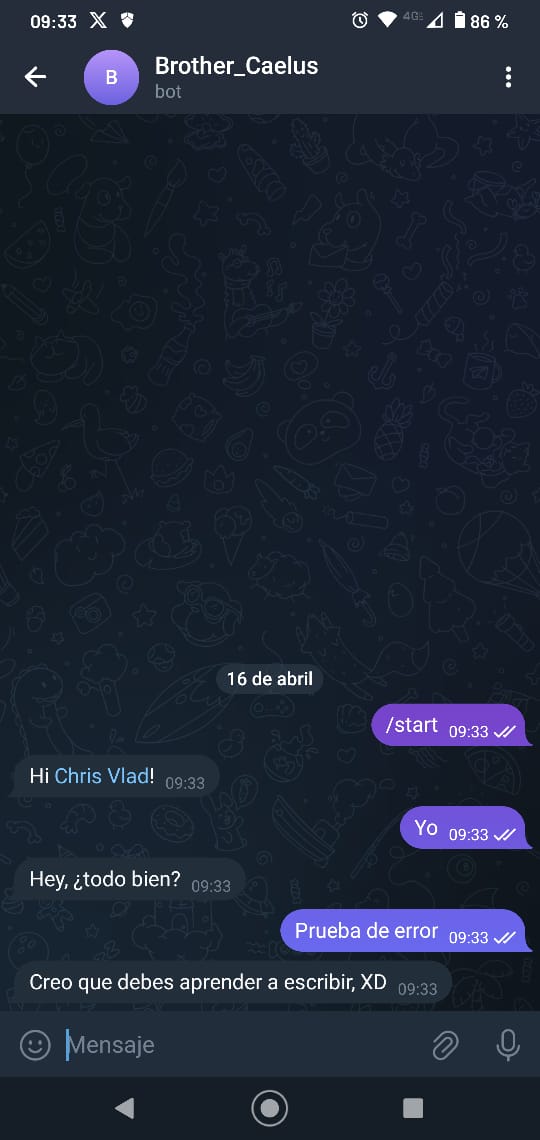 09:33
4G
86 %
B
Brother_Caelus
bot
16 de abril
/start 09:33
Hi Chris Vlad! 09:33
Yo 09:33
Hey, ¿todo bien? 09:33
Prueba de error 09:33
Creo que debes aprender a escribir, XD 09:33
Mensaje